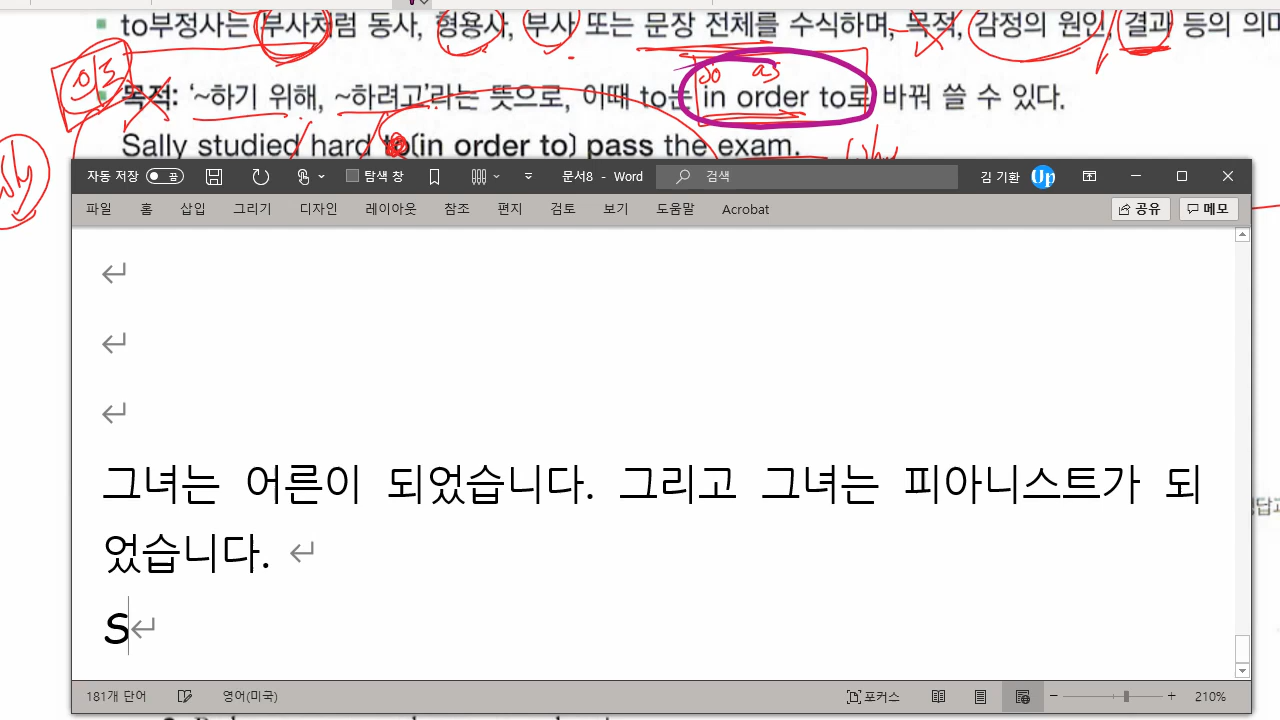 to부정사는 부사처럼 동사, 형용사, 부사 또는 문장 전체를 수식하며, 목적, 감정의 원인, 결과 등의 의미
so as
목적: ‘~하기 위해, ~하려고’라는 뜻으로, 이때 to는 in order to로 바꿔 쓸 수 있다.
Sally studied hard to(in order to) pass the exam.
자동 저장 탐색 창 문서8 - Word 검색 김 기환 Up
파일 홈 삽입 그리기 디자인 레이아웃 참조 편지 검토 보기 도움말 Acrobat 공유 메모
그녀는 어른이 되었습니다. 그리고 그녀는 피아니스트가 되
었습니다.
S
181개 단어 영어(미국) 포커스 210%